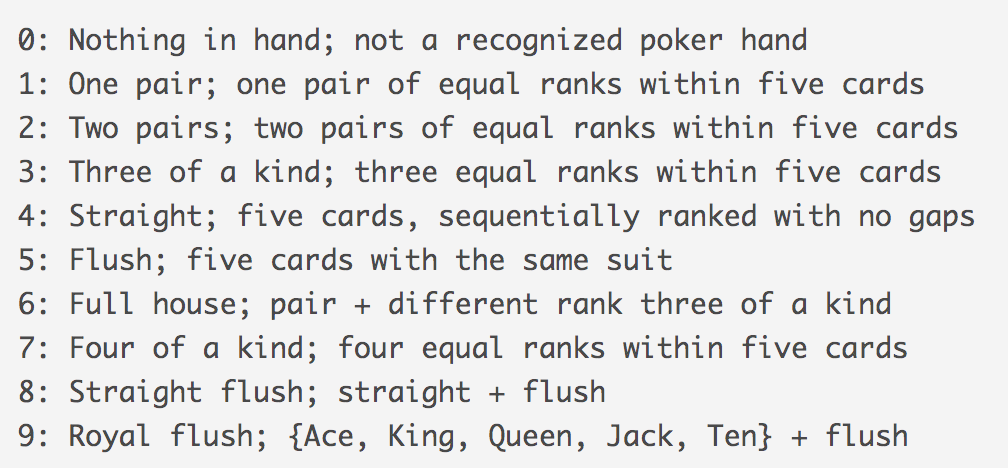 0: Nothing in hand; not a recognized poker hand
1: One pair; one pair of equal ranks within five cards
2: Two pairs; two pairs of equal ranks within five cards
3: Three of a kind; three equal ranks within five cards
4: Straight; five cards, sequentially ranked with no gaps
5: Flush; five cards with the same suit
6: Full house; pair + different rank three of a kind
7: Four of a kind; four equal ranks within five cards
8: Straight flush; straight + flush
9: Royal flush; {Ace, King, Queen, Jack, Ten} + flush